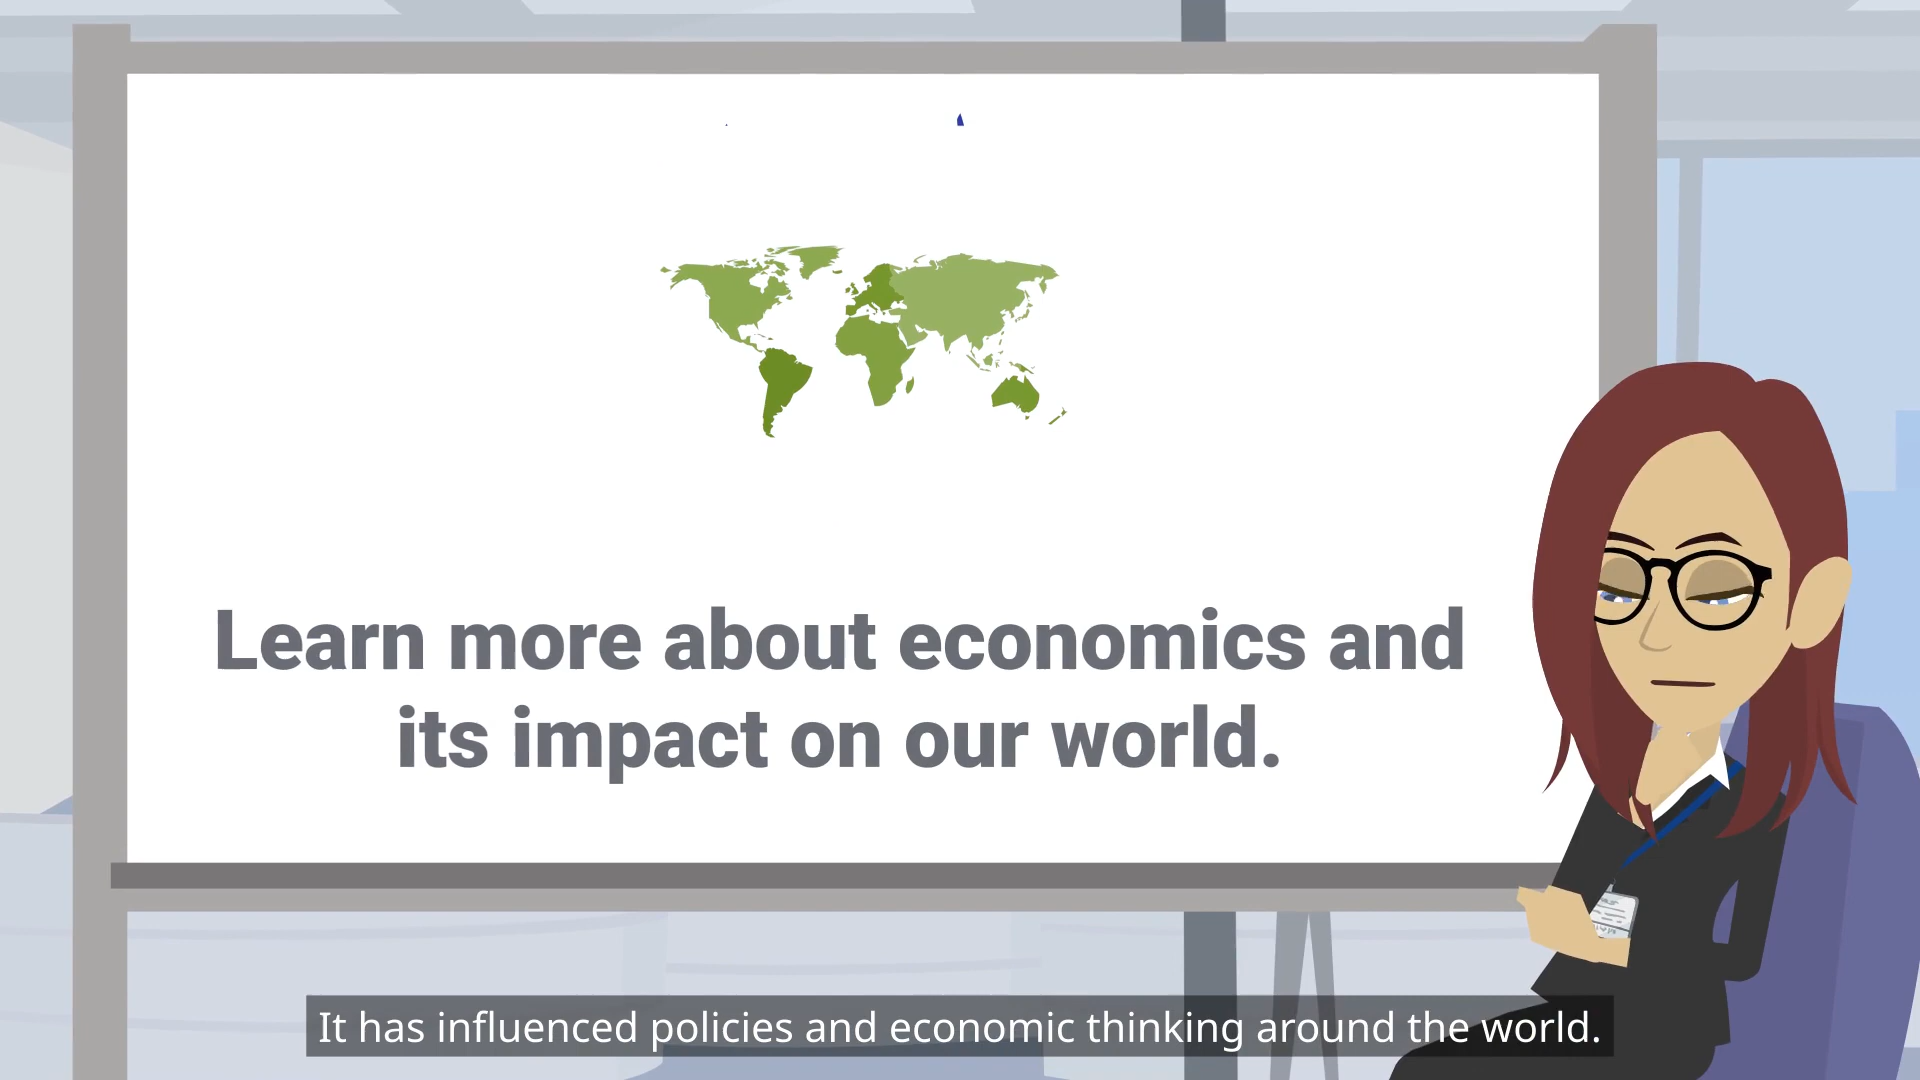 Learn more about economics and
its impact on our world.
It has influenced policies and economic thinking around the world.